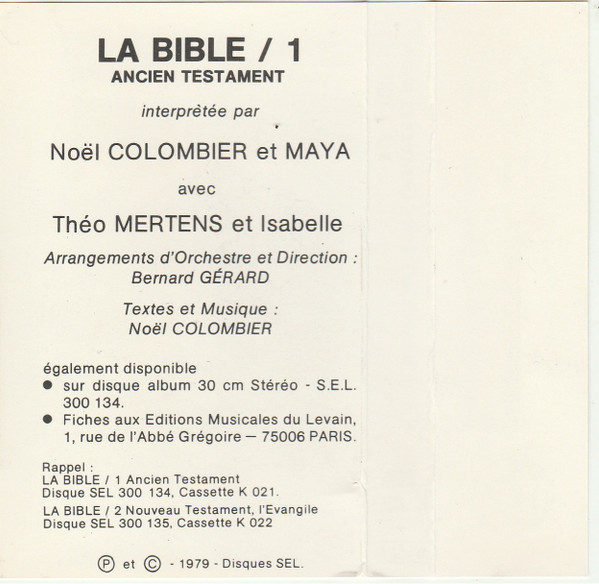 LA BIBLE / 1
ANCIEN TESTAMENT
interprètée par
Noël COLOMBIER et MAYA
avec
Théo MERTENS et Isabelle
Arrangements d'Orchestre et Direction :
Bernard GÉRARD
Textes et Musique :
Noël COLOMBIER
également disponible
● sur disque album 30 cm Stéréo - S.E.L.
300 134.
● Fiches aux Editions Musicales du Levain,
1, rue de l'Abbé Grégoire — 75006 PARIS.
Rappel :
LA BIBLE / 1 Ancien Testament
Disque SEL 300 134, Cassette K 021.
LA BIBLE / 2 Nouveau Testament, l'Evangile
Disque SEL 300 135, Cassette K 022
Ⓟ et © - 1979 - Disques SEL.